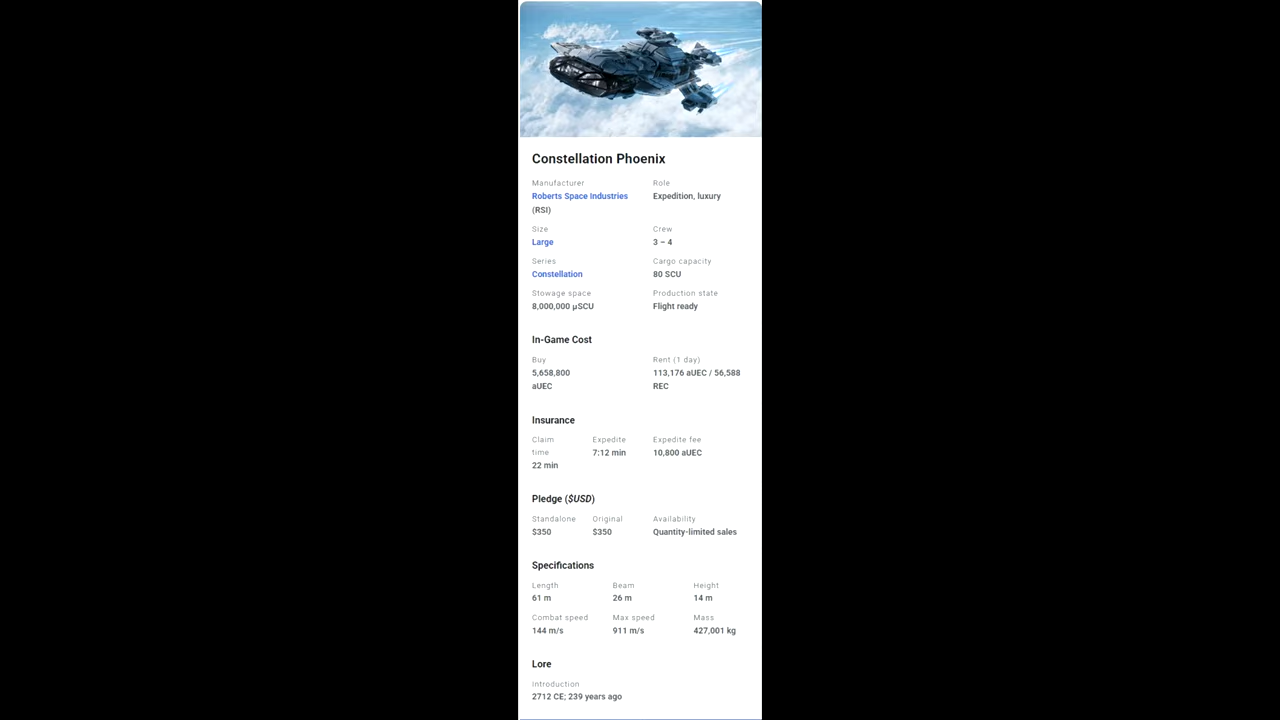 Constellation Phoenix
Manufacturer
Roberts Space Industries
(RSI)
Role
Expedition, luxury
Size
Large
Crew
3 – 4
Series
Constellation
Cargo capacity
80 SCU
Stowage space
8,000,000 µSCU
Production state
Flight ready
In-Game Cost
Buy
5,658,800
aUEC
Rent (1 day)
113,176 aUEC / 56,588
REC
Insurance
Claim
time
22 min
Expedite
7:12 min
Expedite fee
10,800 aUEC
Pledge ($USD)
Standalone
$350
Original
$350
Availability
Quantity-limited sales
Specifications
Length
61 m
Beam
26 m
Height
14 m
Combat speed
144 m/s
Max speed
911 m/s
Mass
427,001 kg
Lore
Introduction
2712 CE; 239 years ago